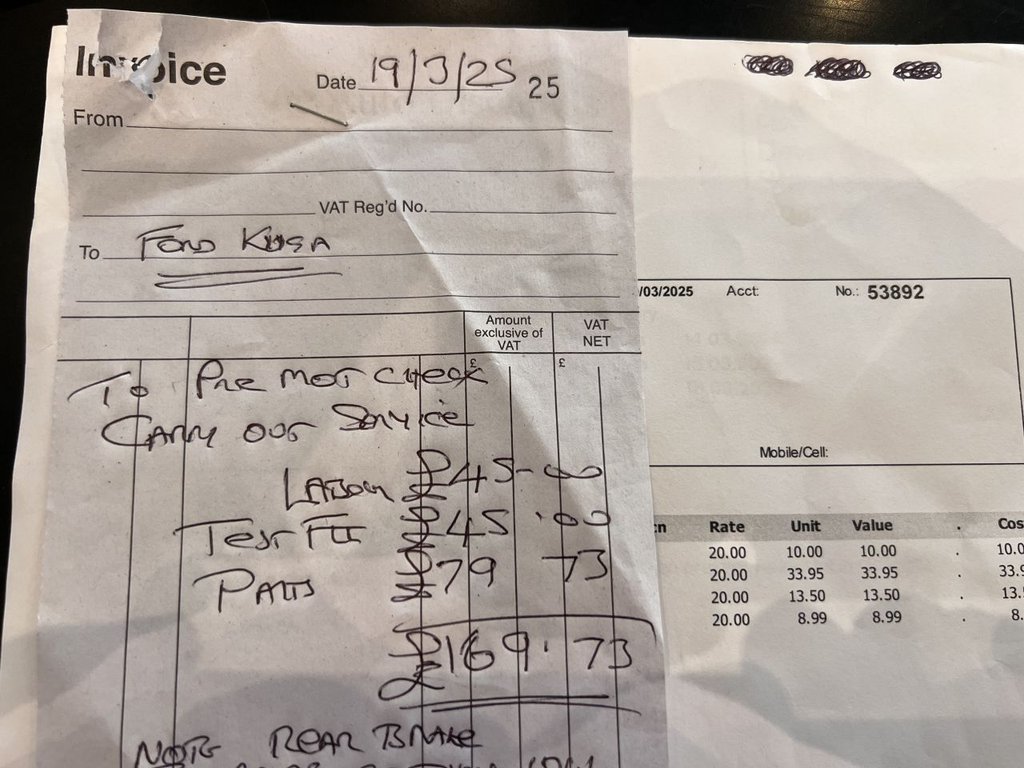 Invoice
Date 19/3/25 25
From
VAT Reg'd No.
To FORD KUGA
Amount exclusive of VAT
VAT NET
£ £
To PRE MOT CHECK
CARRY OUT SERVICE
LABOUR £45-00
TEST FEE £45.00
PARTS £79 73
£169.73
NOTE REAR BRAKE
/03/2025 Acct: No.: 53892
Mobile/Cell:
Rate Unit Value . Cos
20.00 10.00 10.00 . 10.0
20.00 33.95 33.95 . 33.9
20.00 13.50 13.50 . 13.
20.00 8.99 8.99 . 8.